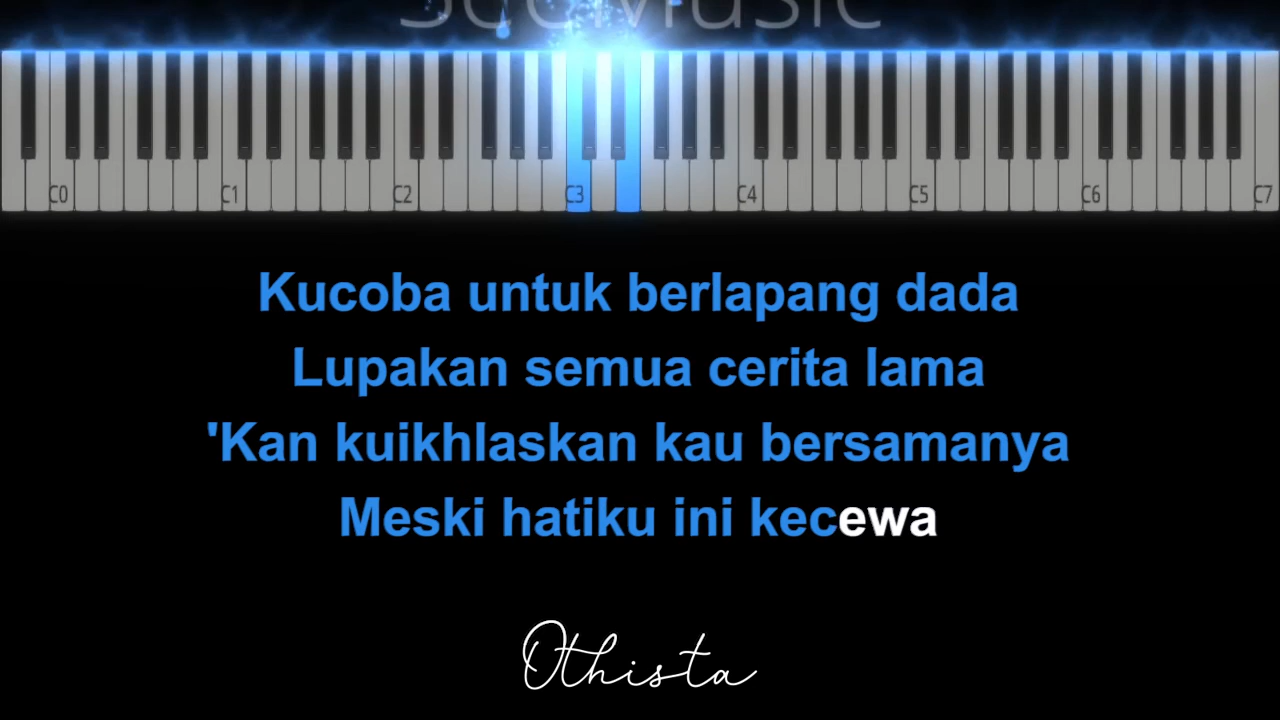 SeeMusic
C0 C1 C2 C3 C4 C5 C6 C7
Kucoba untuk berlapang dada
Lupakan semua cerita lama
'Kan kuikhlaskan kau bersamanya
Meski hatiku ini kecewa
Othista